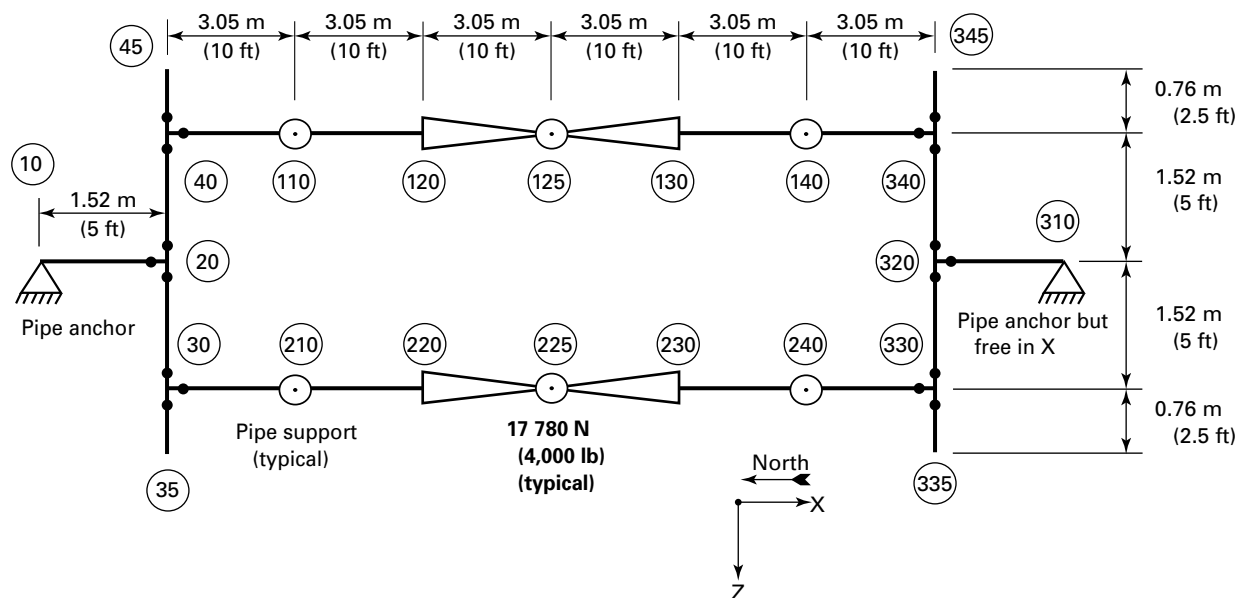 3.05 m 3.05 m 3.05 m 3.05 m 3.05 m 3.05 m
(10 ft) (10 ft) (10 ft) (10 ft) (10 ft) (10 ft)
45
345
0.76 m
(2.5 ft)
10
1.52 m
(5 ft)
40 110 120 125 130 140 340
1.52 m
(5 ft)
310
20
320
Pipe anchor
Pipe anchor but
free in X
1.52 m
(5 ft)
30 210 220 225 230 240 330
0.76 m
(2.5 ft)
Pipe support
(typical)
17 780 N
(4,000 lb)
(typical)
35
335
North
X
Z